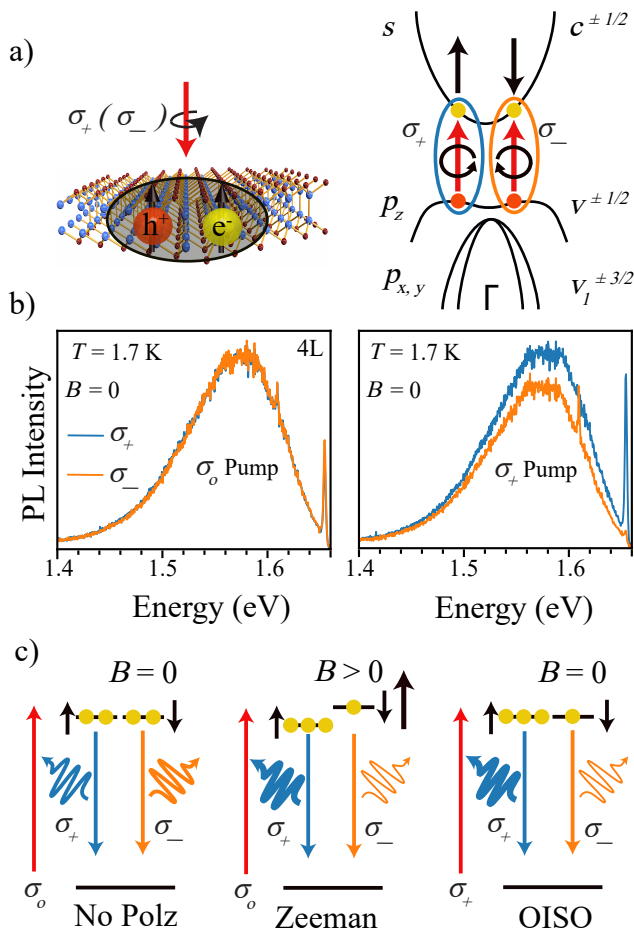 a)
σ₊ (σ₋)
h⁺
e⁻
s
c ± 1/2
σ₊
σ₋
p_z
v ± 1/2
p_x, y
Γ
v₁ ± 3/2
b)
T = 1.7 K
4L
B = 0
σ₊
σ₋
σₒ Pump
PL Intensity
1.4
1.5
1.6
Energy (eV)
T = 1.7 K
B = 0
σ₊ Pump
1.4
1.5
1.6
Energy (eV)
c)
B = 0
σ₊
σ₋
σₒ
No Polz
B > 0
σ₊
σ₋
σₒ
Zeeman
B = 0
σ₊
σ₋
σ₊
OISO